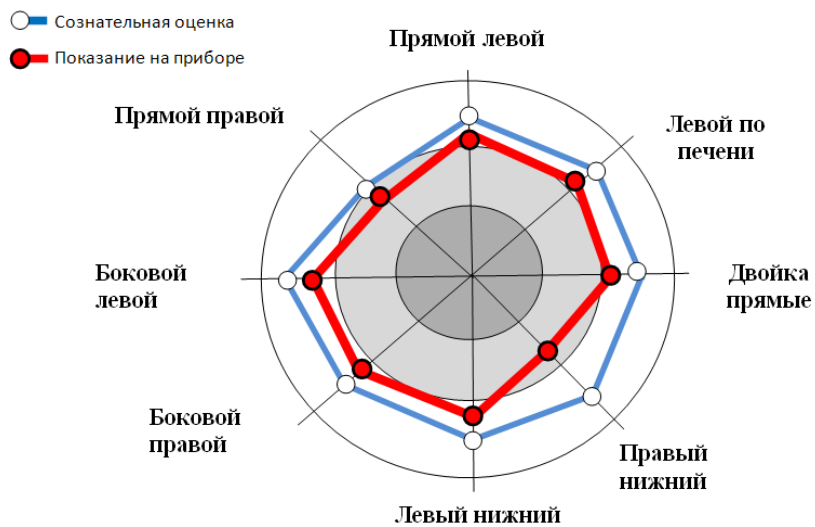 Сознательная оценка
Показание на приборе
Прямой левой
Прямой правой
Левой по
печени
Боковой
левой
Двойка
прямые
Боковой
правой
Правый
нижний
Левый нижний